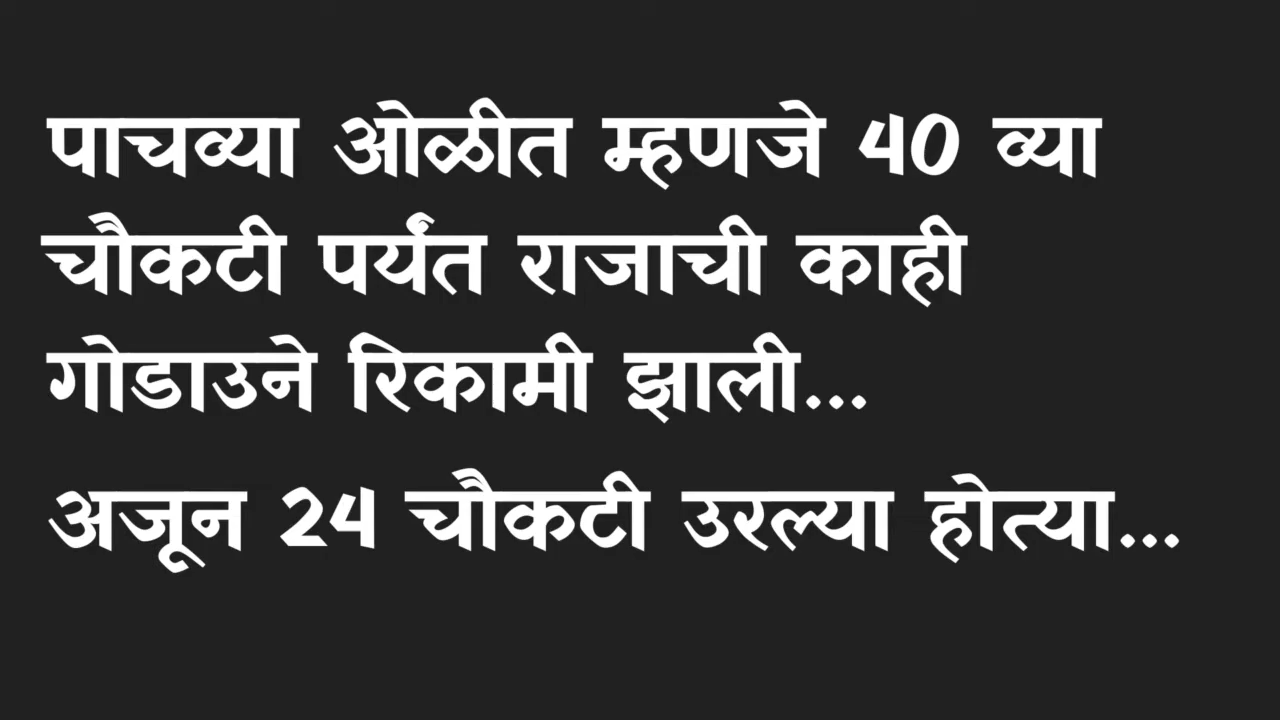 पाचव्या ओळीत म्हणजे 40 व्या
चौकटी पर्यंत राजाची काही
गोडाउने रिकामी झाली...
अजून 24 चौकटी उरल्या होत्या...